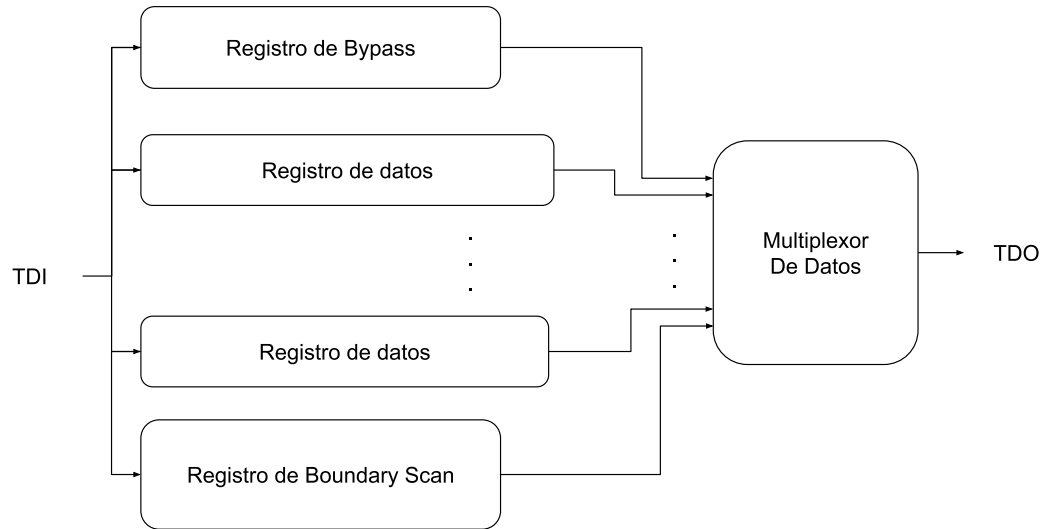 Registro de Bypass
Registro de datos
Multiplexor
De Datos
TDI
TDO
Registro de datos
Registro de Boundary Scan